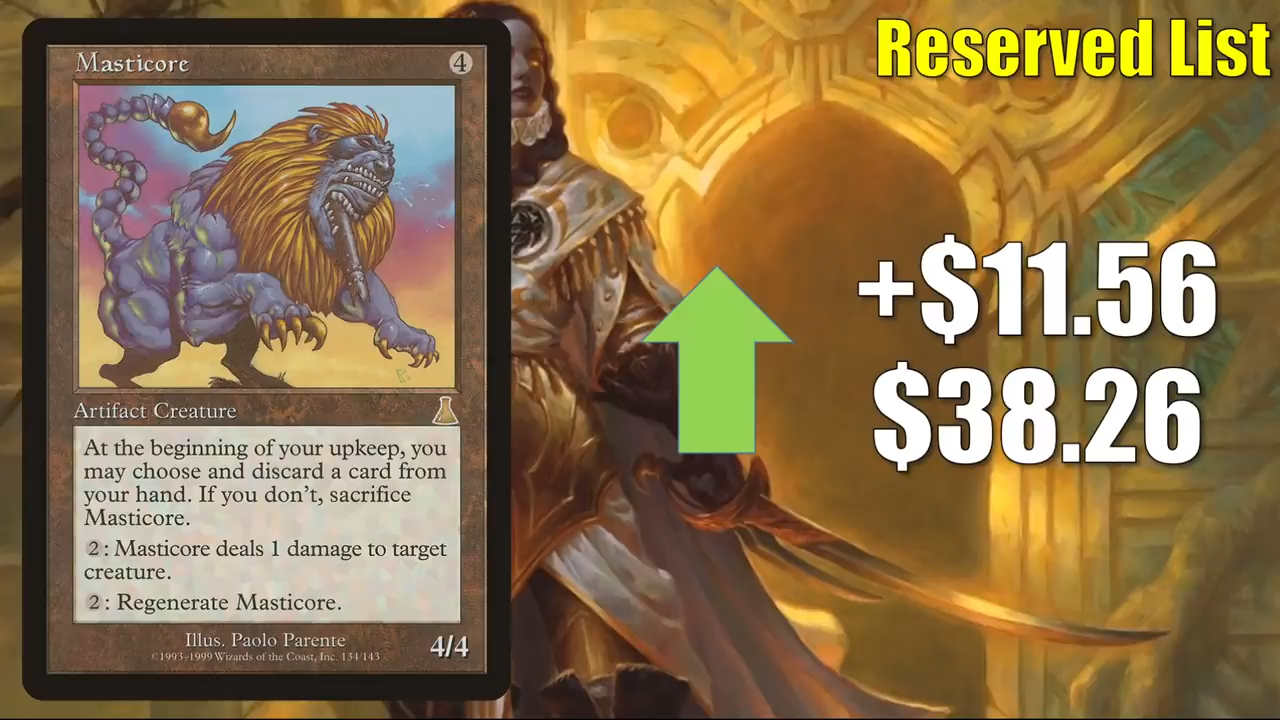 Masticore
4
Reserved List
+$11.56
$38.26
Artifact Creature
At the beginning of your upkeep, you
may choose and discard a card from
your hand. If you don't, sacrifice
Masticore.
2: Masticore deals 1 damage to target
creature.
2: Regenerate Masticore.
Illus. Paolo Parente
©1993-1999 Wizards of the Coast, Inc. 134/143
4/4